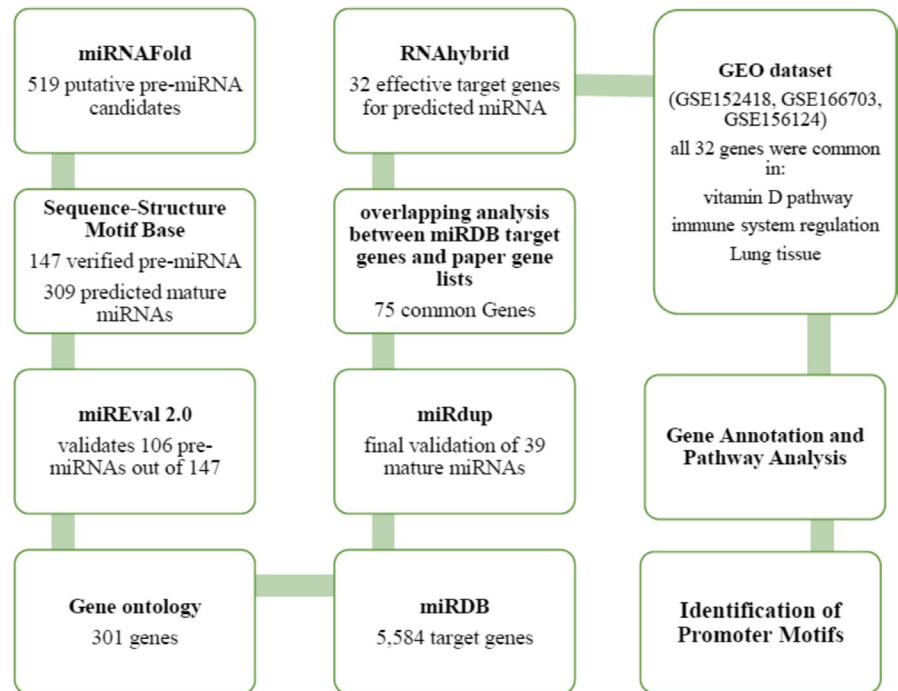 miRNAFold
519 putative pre-miRNA
candidates
Sequence-Structure
Motif Base
147 verified pre-miRNA
309 predicted mature
miRNAs
miREval 2.0
validates 106 pre-
miRNAs out of 147
Gene ontology
301 genes
miRDB
5,584 target genes
miRdup
final validation of 39
mature miRNAs
overlapping analysis
between miRDB target
genes and paper gene
lists
75 common Genes
RNAhybrid
32 effective target genes
for predicted miRNA
GEO dataset
(GSE152418, GSE166703,
GSE156124)
all 32 genes were common
in:
vitamin D pathway
immune system regulation
Lung tissue
Gene Annotation and
Pathway Analysis
Identification of
Promoter Motifs